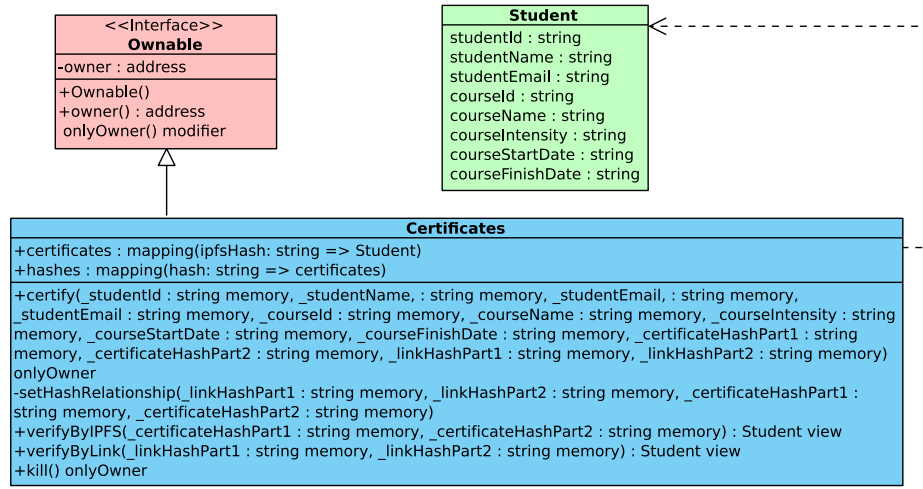 <<Interface>>
Ownable
-owner : address
+Ownable()
+owner() : address
onlyOwner() modifier
Student
studentId : string
studentName : string
studentEmail : string
courseId : string
courseName : string
courseIntensity : string
courseStartDate : string
courseFinishDate : string
Certificates
+certificates : mapping(ipfsHash: string => Student)
+hashes : mapping(hash: string => certificates)
+certify(_studentId : string memory, _studentName, : string memory, _studentEmail, : string memory,
_studentEmail : string memory, _courseId : string memory, _courseName : string memory, _courseIntensity : string
memory, _courseStartDate : string memory, _courseFinishDate : string memory, _certificateHashPart1 : string
memory, _certificateHashPart2 : string memory, _linkHashPart1 : string memory, _linkHashPart2 : string memory)
onlyOwner
-setHashRelationship(_linkHashPart1 : string memory, _linkHashPart2 : string memory, _certificateHashPart1 :
string memory, _certificateHashPart2 : string memory)
+verifyByIPFS(_certificateHashPart1 : string memory, _certificateHashPart2 : string memory) : Student view
+verifyByLink(_linkHashPart1 : string memory, _linkHashPart2 : string memory) : Student view
+kill() onlyOwner